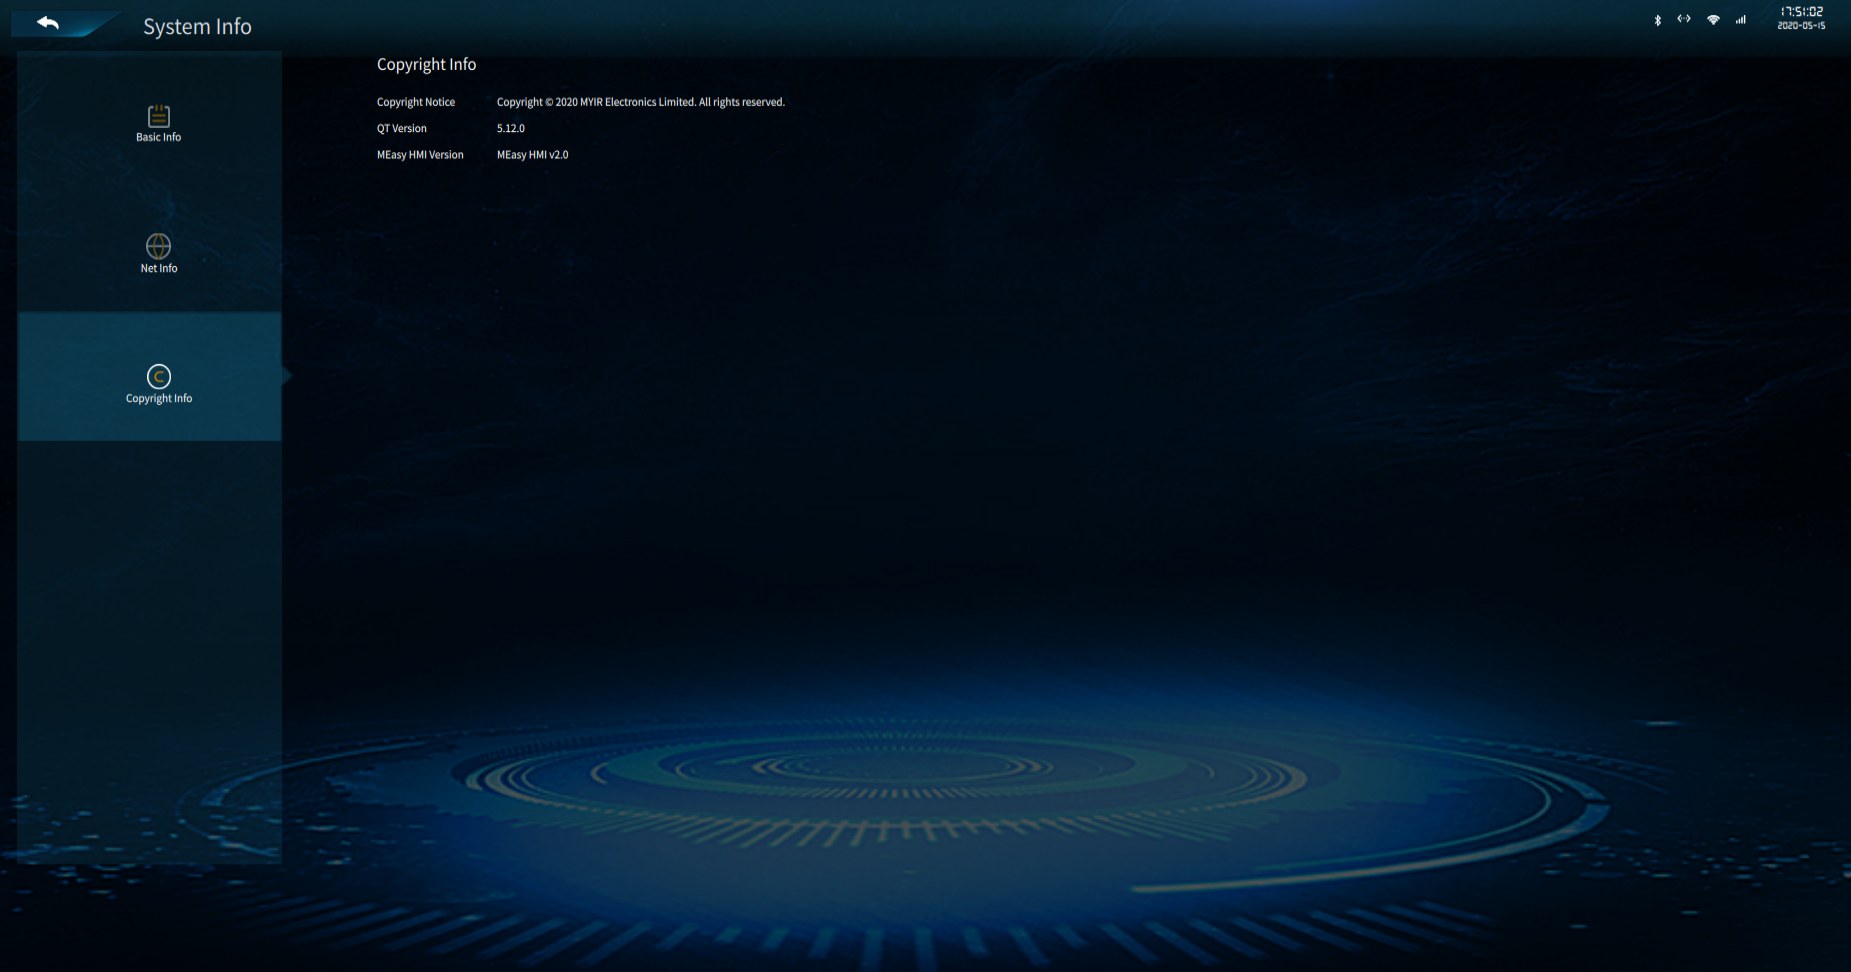 System Info
17:51:02
2020-05-15
Basic Info
Net Info
Copyright Info
Copyright Info
Copyright Notice Copyright © 2020 MYIR Electronics Limited. All rights reserved.
QT Version 5.12.0
MEasy HMI Version MEasy HMI v2.0